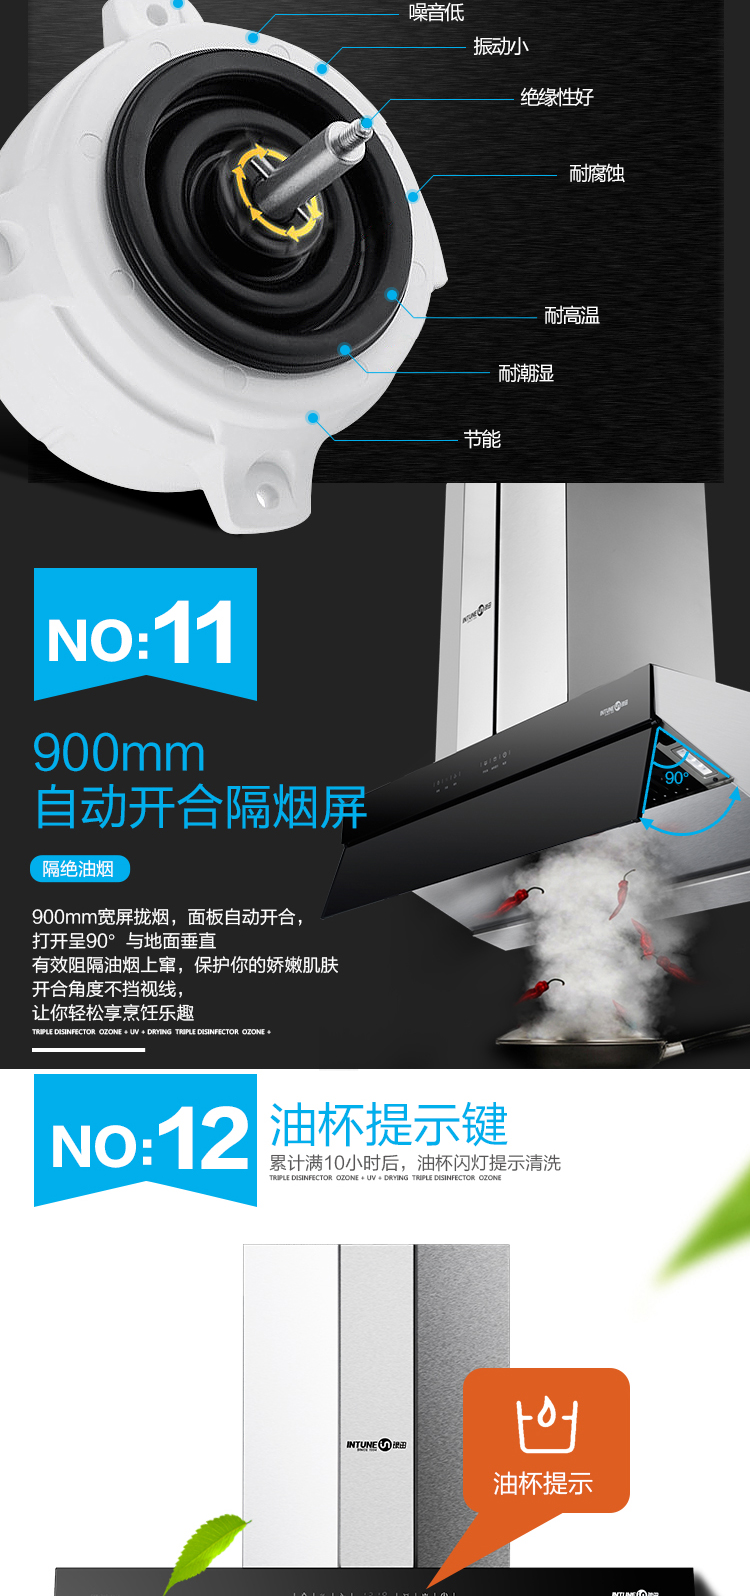 噪音低
振动小
绝缘性好
耐腐蚀
耐高温
耐潮湿
节能
NO:11
INTUNE
INTUNE
90°
900mm
自动开合隔烟屏
隔绝油烟
900mm宽屏拢烟，面板自动开合，
打开呈90°与地面垂直
有效阻隔油烟上窜，保护你的娇嫩肌肤
开合角度不挡视线，
让你轻松享烹饪乐趣
TRIPLE DISINFECTOR OZONE + UV + DRYING TRIPLE DISINFECTOR OZONE +
NO:12
油杯提示键
累计满10小时后，油杯闪灯提示清洗
TRIPLE DISINFECTOR OZONE + UV + DRYING TRIPLE DISINFECTOR OZONE
INTUNE
油杯提示